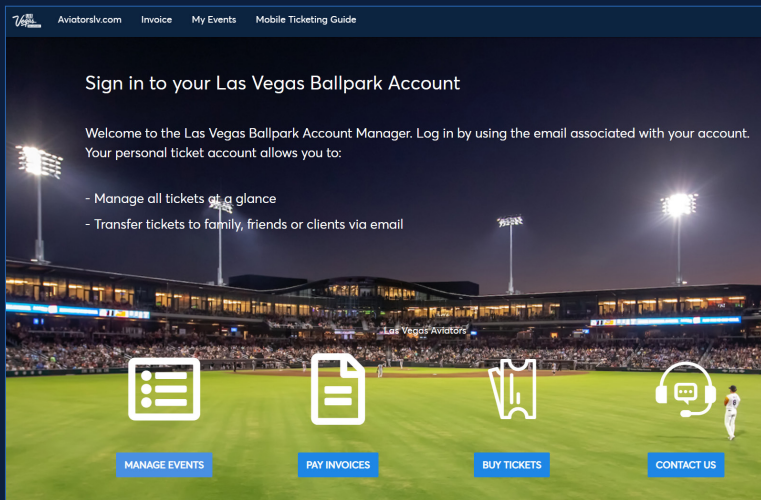 Vegas
Aviatorslv.com Invoice My Events Mobile Ticketing Guide
Sign in to your Las Vegas Ballpark Account
Welcome to the Las Vegas Ballpark Account Manager. Log in by using the email associated with your account.
Your personal ticket account allows you to:
- Manage all tickets at a glance
- Transfer tickets to family, friends or clients via email
Las Vegas Aviators
MANAGE EVENTS PAY INVOICES BUY TICKETS CONTACT US